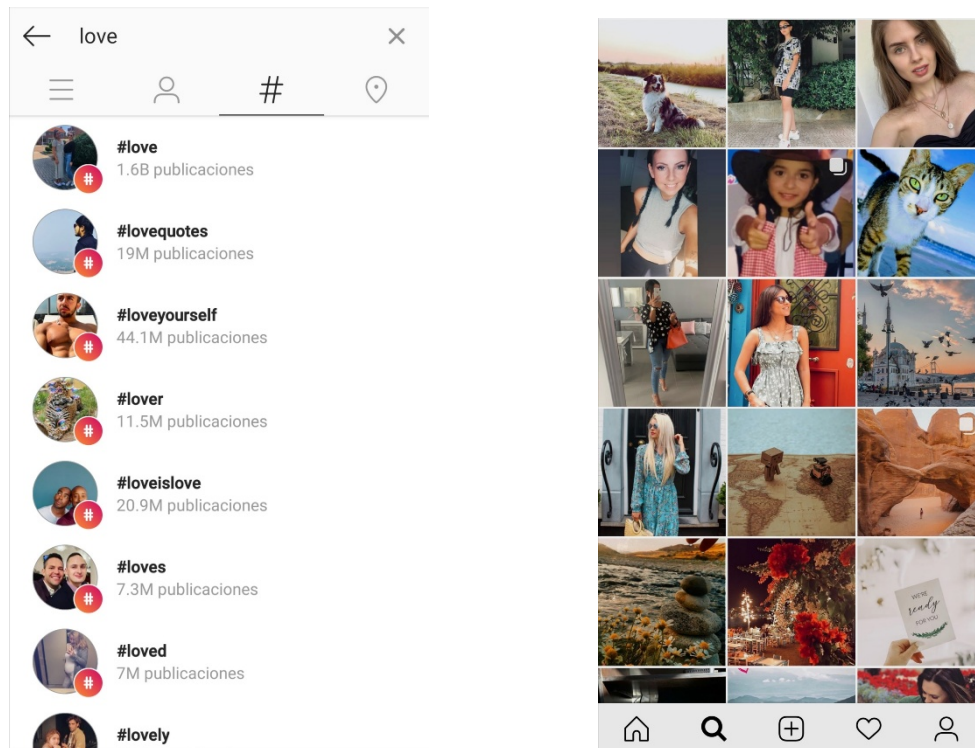 love
#
#love
1.6B publicaciones
#lovequotes
19M publicaciones
#loveyourself
44.1M publicaciones
#lover
11.5M publicaciones
#loveislove
20.9M publicaciones
#loves
7.3M publicaciones
#loved
7M publicaciones
#lovely
WE'RE
ready
FOR YOU